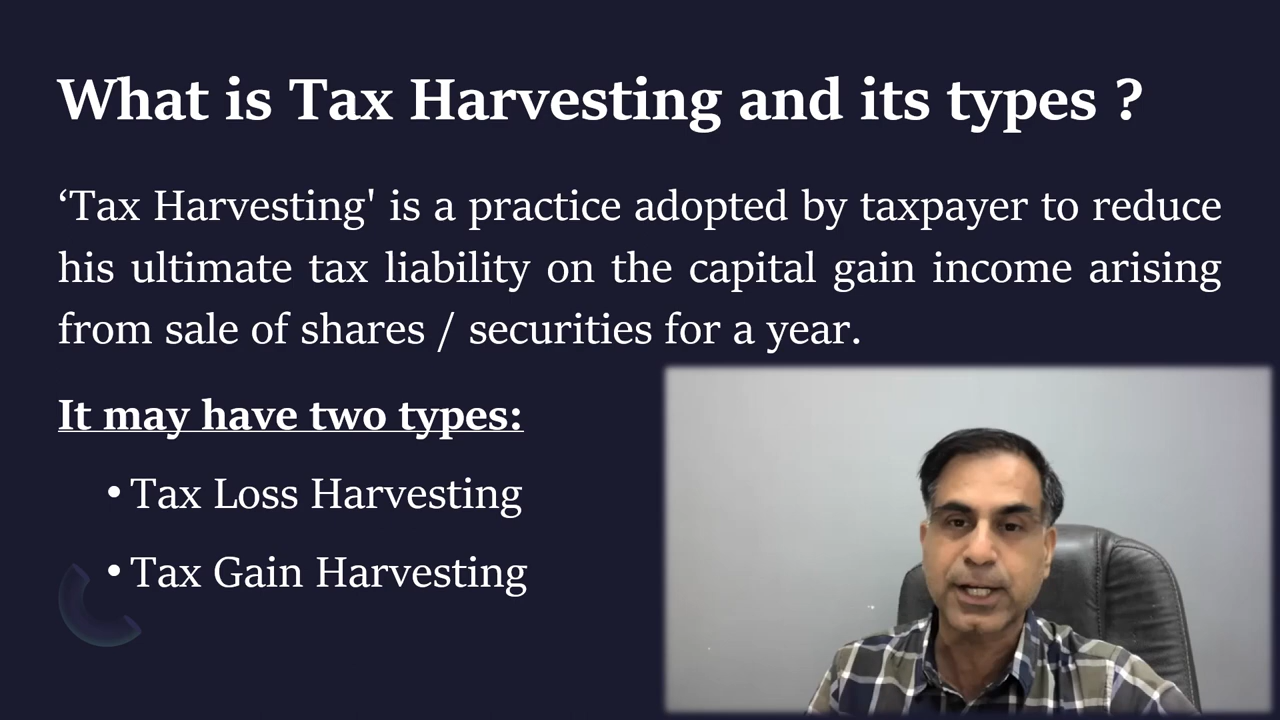 What is Tax Harvesting and its types ?
‘Tax Harvesting' is a practice adopted by taxpayer to reduce
his ultimate tax liability on the capital gain income arising
from sale of shares / securities for a year.
It may have two types:
• Tax Loss Harvesting
• Tax Gain Harvesting